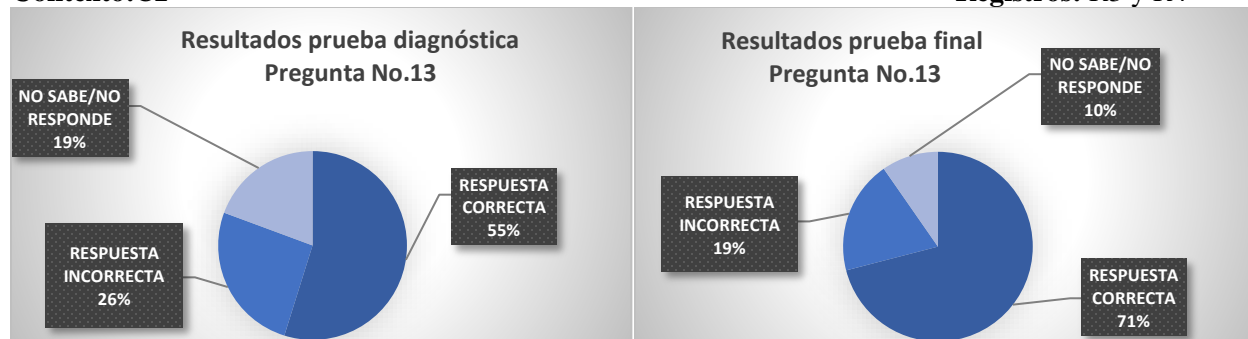 Resultados prueba diagnóstica
Pregunta No.13
NO SABE/NO
RESPONDE
19%
RESPUESTA
CORRECTA
55%
RESPUESTA
INCORRECTA
26%
Resultados prueba final
Pregunta No.13
NO SABE/NO
RESPONDE
10%
RESPUESTA
INCORRECTA
19%
RESPUESTA
CORRECTA
71%